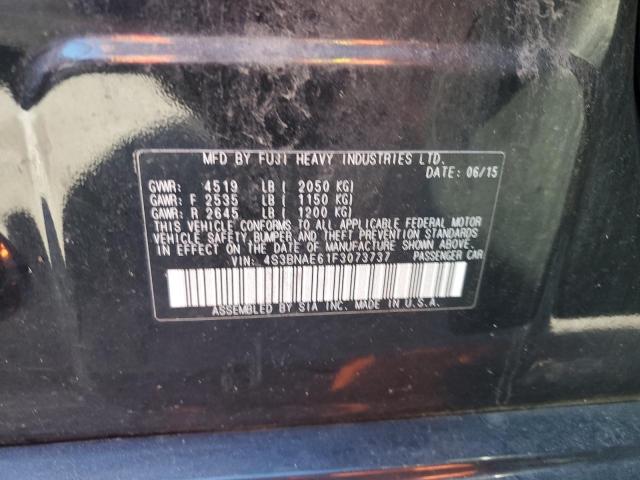 MFD BY FUJI HEAVY INDUSTRIES LTD.
DATE: 06/15
GVWR: 4519 LB ( 2050 KG)
GAWR: F 2535 LB ( 1150 KG)
GAWR: R 2645 LB ( 1200 KG)
THIS VEHICLE CONFORMS TO ALL APPLICABLE FEDERAL MOTOR
VEHICLE SAFETY, BUMPER AND THEFT PREVENTION STANDARDS
IN EFFECT ON THE DATE OF MANUFACTURE SHOWN ABOVE.
VIN: 4S3BNAE61F3073737 PASSENGER CAR
ASSEMBLED BY SIA INC. MADE IN U.S.A.